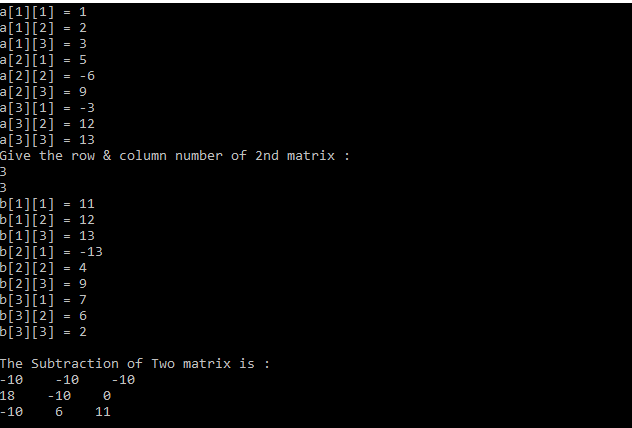 a[1][1] = 1
a[1][2] = 2
a[1][3] = 3
a[2][1] = 5
a[2][2] = -6
a[2][3] = 9
a[3][1] = -3
a[3][2] = 12
a[3][3] = 13
Give the row & column number of 2nd matrix :
3
3
b[1][1] = 11
b[1][2] = 12
b[1][3] = 13
b[2][1] = -13
b[2][2] = 4
b[2][3] = 9
b[3][1] = 7
b[3][2] = 6
b[3][3] = 2

The Subtraction of Two matrix is :
-10    -10    -10
18    -10    0
-10    6    11